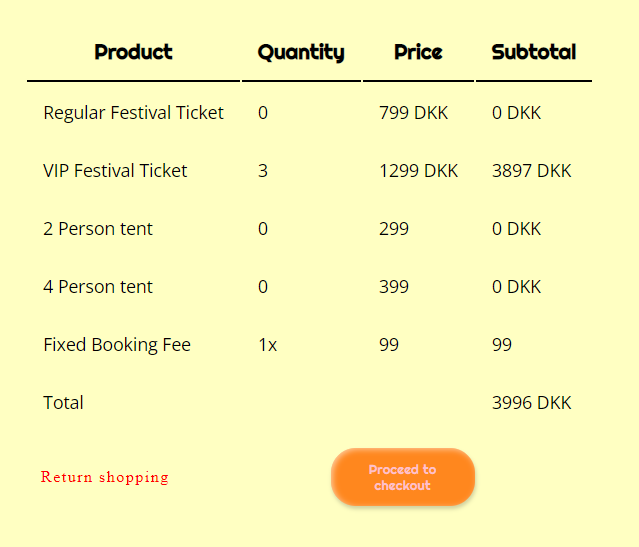 Product Quantity Price Subtotal
Regular Festival Ticket 0 799 DKK 0 DKK
VIP Festival Ticket 3 1299 DKK 3897 DKK
2 Person tent 0 299 0 DKK
4 Person tent 0 399 0 DKK
Fixed Booking Fee 1x 99 99
Total 3996 DKK
Return shopping
Proceed to
checkout